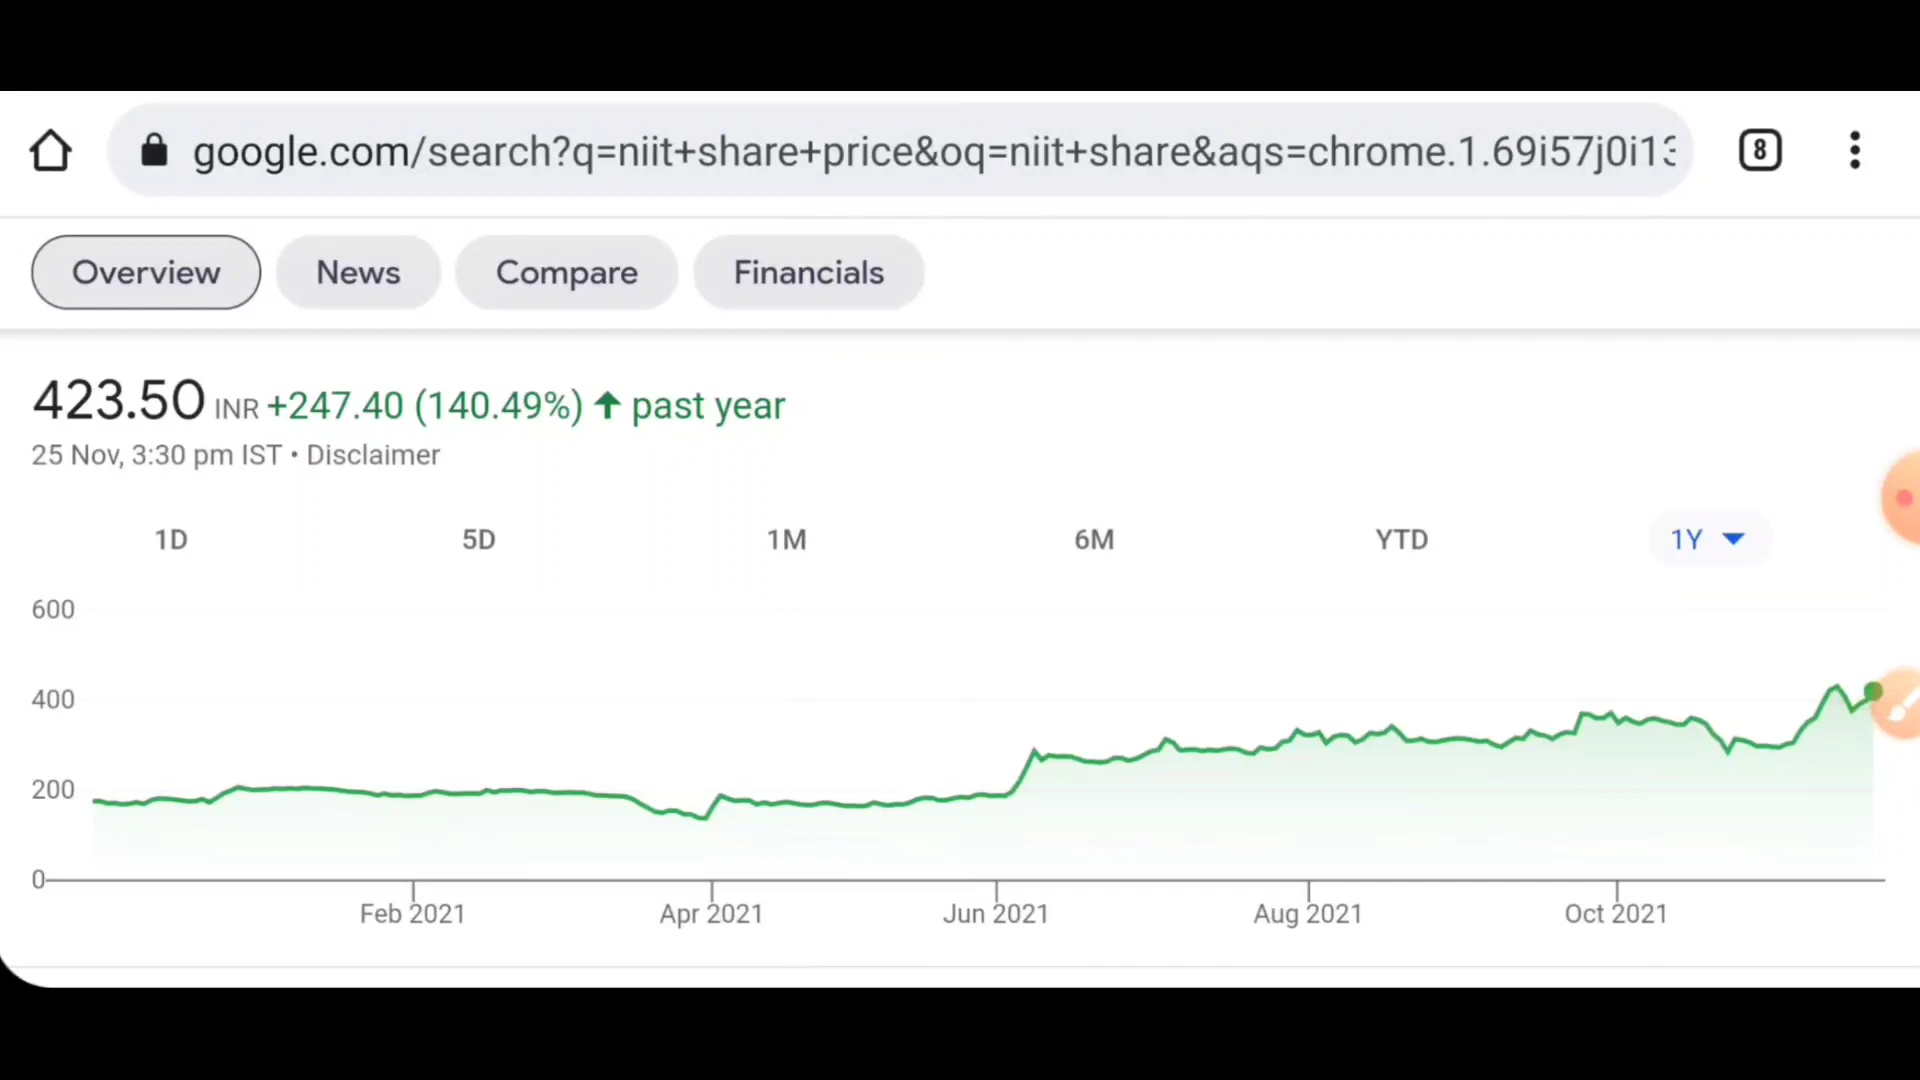 google.com/search?q=niit+share+price&oq=niit+share&aqs=chrome.1.69i57j0i13
8
Overview News Compare Financials
423.50 INR +247.40 (140.49%) ↑ past year
25 Nov, 3:30 pm IST • Disclaimer
1D 5D 1M 6M YTD 1Y
600
400
200
0
Feb 2021 Apr 2021 Jun 2021 Aug 2021 Oct 2021